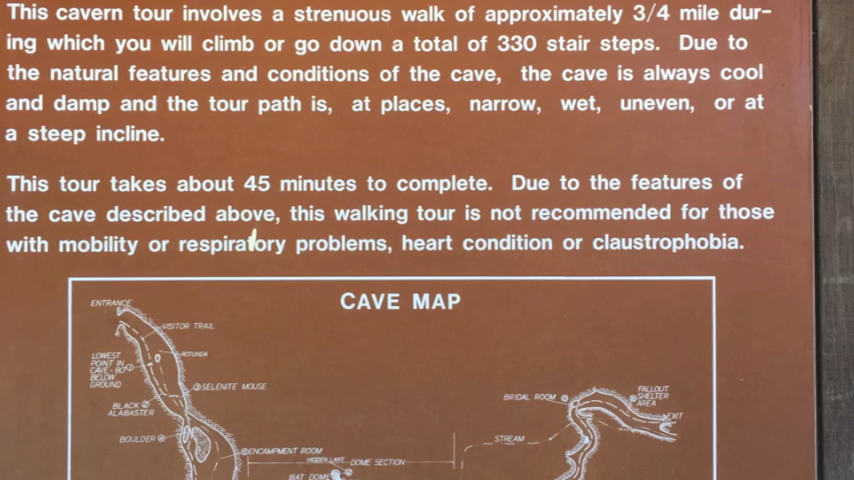 This cavern tour involves a strenuous walk of approximately 3/4 mile dur-
ing which you will climb or go down a total of 330 stair steps. Due to
the natural features and conditions of the cave, the cave is always cool
and damp and the tour path is, at places, narrow, wet, uneven, or at
a steep incline.
This tour takes about 45 minutes to complete. Due to the features of
the cave described above, this walking tour is not recommended for those
with mobility or respiratory problems, heart condition or claustrophobia.
CAVE MAP
ENTRANCE
VISITOR TRAIL
ROTUNDA
LOWEST
POINT IN
CAVE - 80'
BELOW
GROUND
SELENITE MOUSE
BLACK
ALABASTER
BOULDER
ENCAMPMENT ROOM
HIDDEN LAKE
DOME SECTION
BAT DOME
STREAM
BRIDAL ROOM
FALLOUT
SHELTER
AREA
EXIT